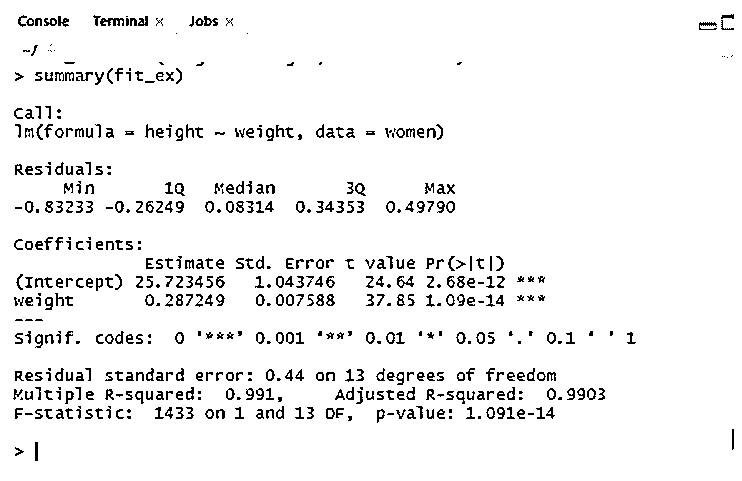 Console Terminal × Jobs ×
~/
> summary(fit_ex)
Call:
lm(formula = height ~ weight, data = women)
Residuals:
Min 1Q Median 3Q Max
-0.83233 -0.26249 0.08314 0.34353 0.49790
Coefficients:
Estimate Std. Error t value Pr(>|t|)
(Intercept) 25.723456 1.043746 24.64 2.68e-12 ***
weight 0.287249 0.007588 37.85 1.09e-14 ***
---
Signif. codes: 0 ‘***’ 0.001 ‘**’ 0.01 ‘*’ 0.05 ‘.’ 0.1 ‘ ’ 1
Residual standard error: 0.44 on 13 degrees of freedom
Multiple R-squared: 0.991, Adjusted R-squared: 0.9903
F-statistic: 1433 on 1 and 13 DF, p-value: 1.091e-14
>